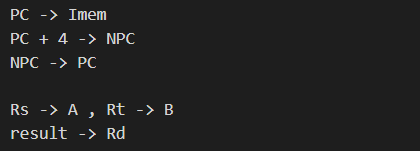 PC -> Imem
PC + 4 -> NPC
NPC -> PC
Rs -> A , Rt -> B
result -> Rd